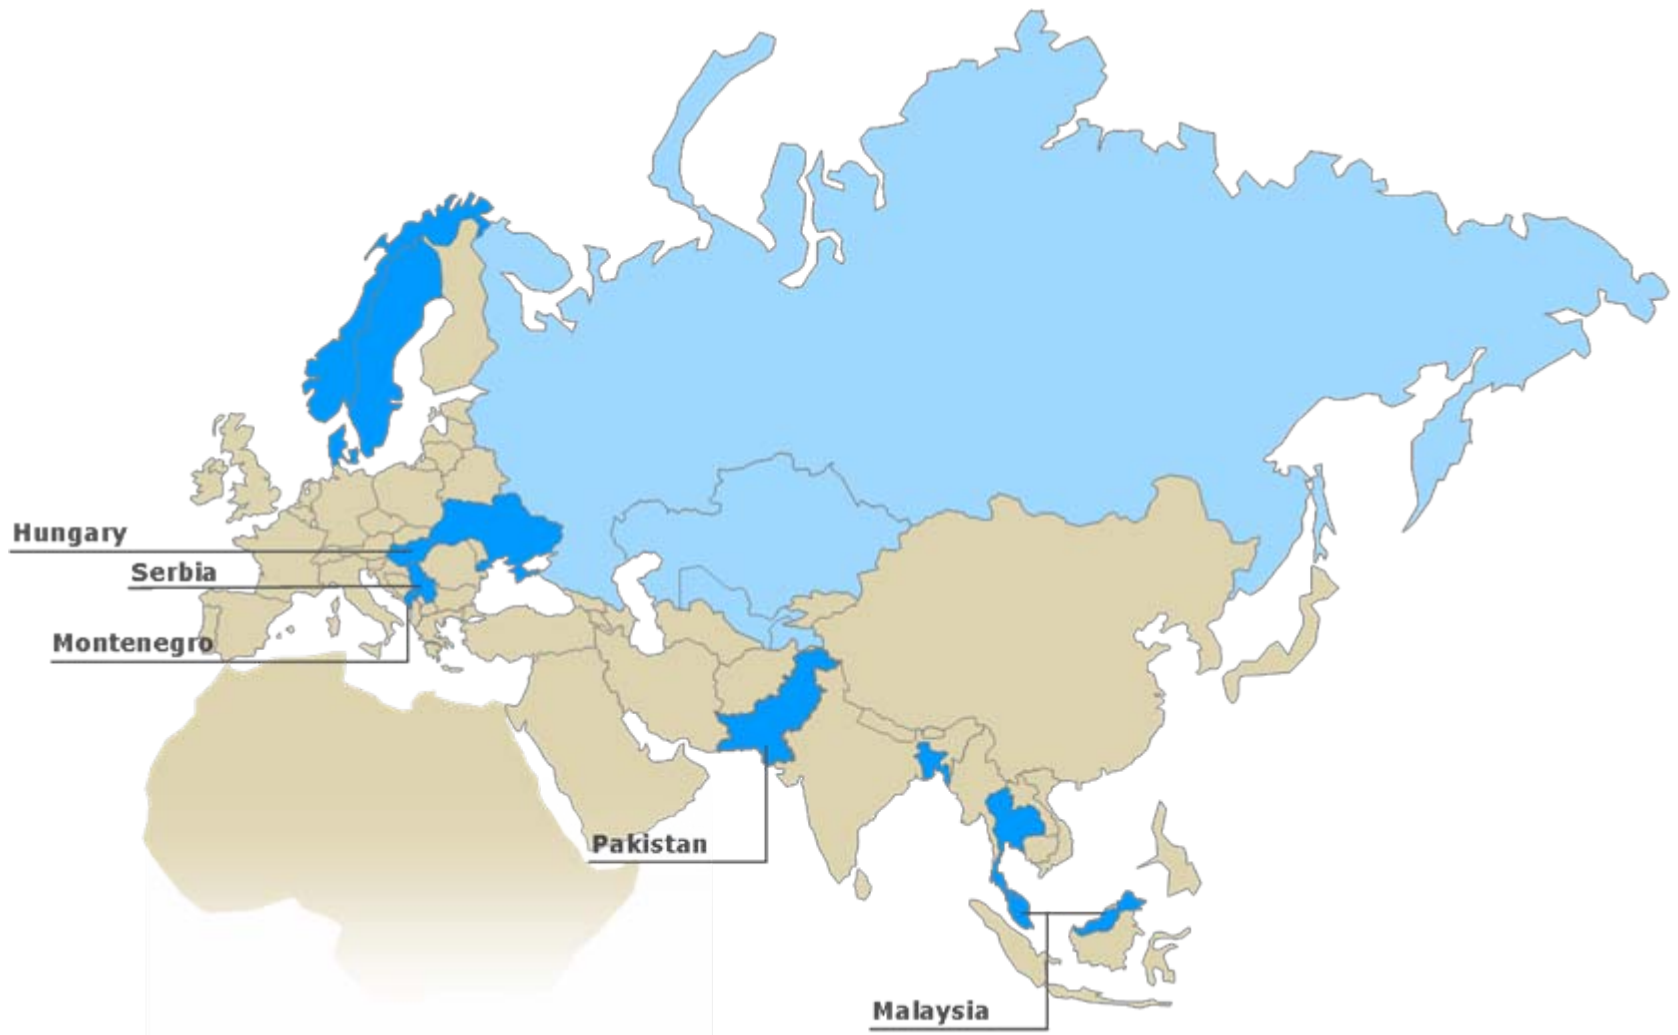 Hungary
Serbia
Montenegro
Pakistan
Malaysia